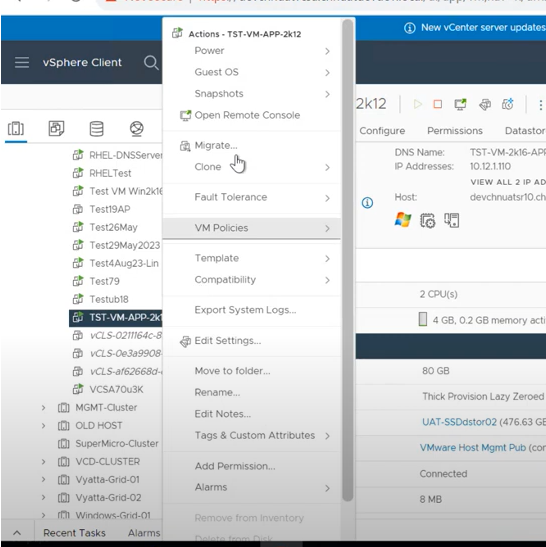 New vCenter server updates
vSphere Client
Actions - TST-VM-APP-2k12
Power
Guest OS
Snapshots
Open Remote Console
Migrate...
Clone
Fault Tolerance
VM Policies
Template
Compatibility
Export System Logs...
Edit Settings...
Move to folder...
Rename...
Edit Notes...
Tags & Custom Attributes
Add Permission...
Alarms
Remove from Inventory
Delete from Disk
RHEL-DNSServer
RHELTest
Test VM Win2k16
Test19AP
Test26May
Test29May2023
Test4Aug23-Lin
Test79
Testub18
TST-VM-APP-2k1
vCLS-0211164c-8
vCLS-0e3a9908-
vCLS-af62668d-
VCSA70u3K
MGMT-Cluster
OLD HOST
SuperMicro-Cluster
VCD-CLUSTER
Vyatta-Grid-01
Vyatta-Grid-02
Windows-Grid-01
Recent Tasks Alarms
2k12
Configure Permissions Datastor
DNS Name: TST-VM-2k16-APP
IP Addresses: 10.12.1.110
VIEW ALL 2 IP AD
Host: devchnuatsr10.ch
2 CPU(s)
4 GB, 0.2 GB memory acti
80 GB
Thick Provision Lazy Zeroed
UAT-SSDdstor02 (476.63 G
VMware Host Mgmt Pub (con
Connected
8 MB